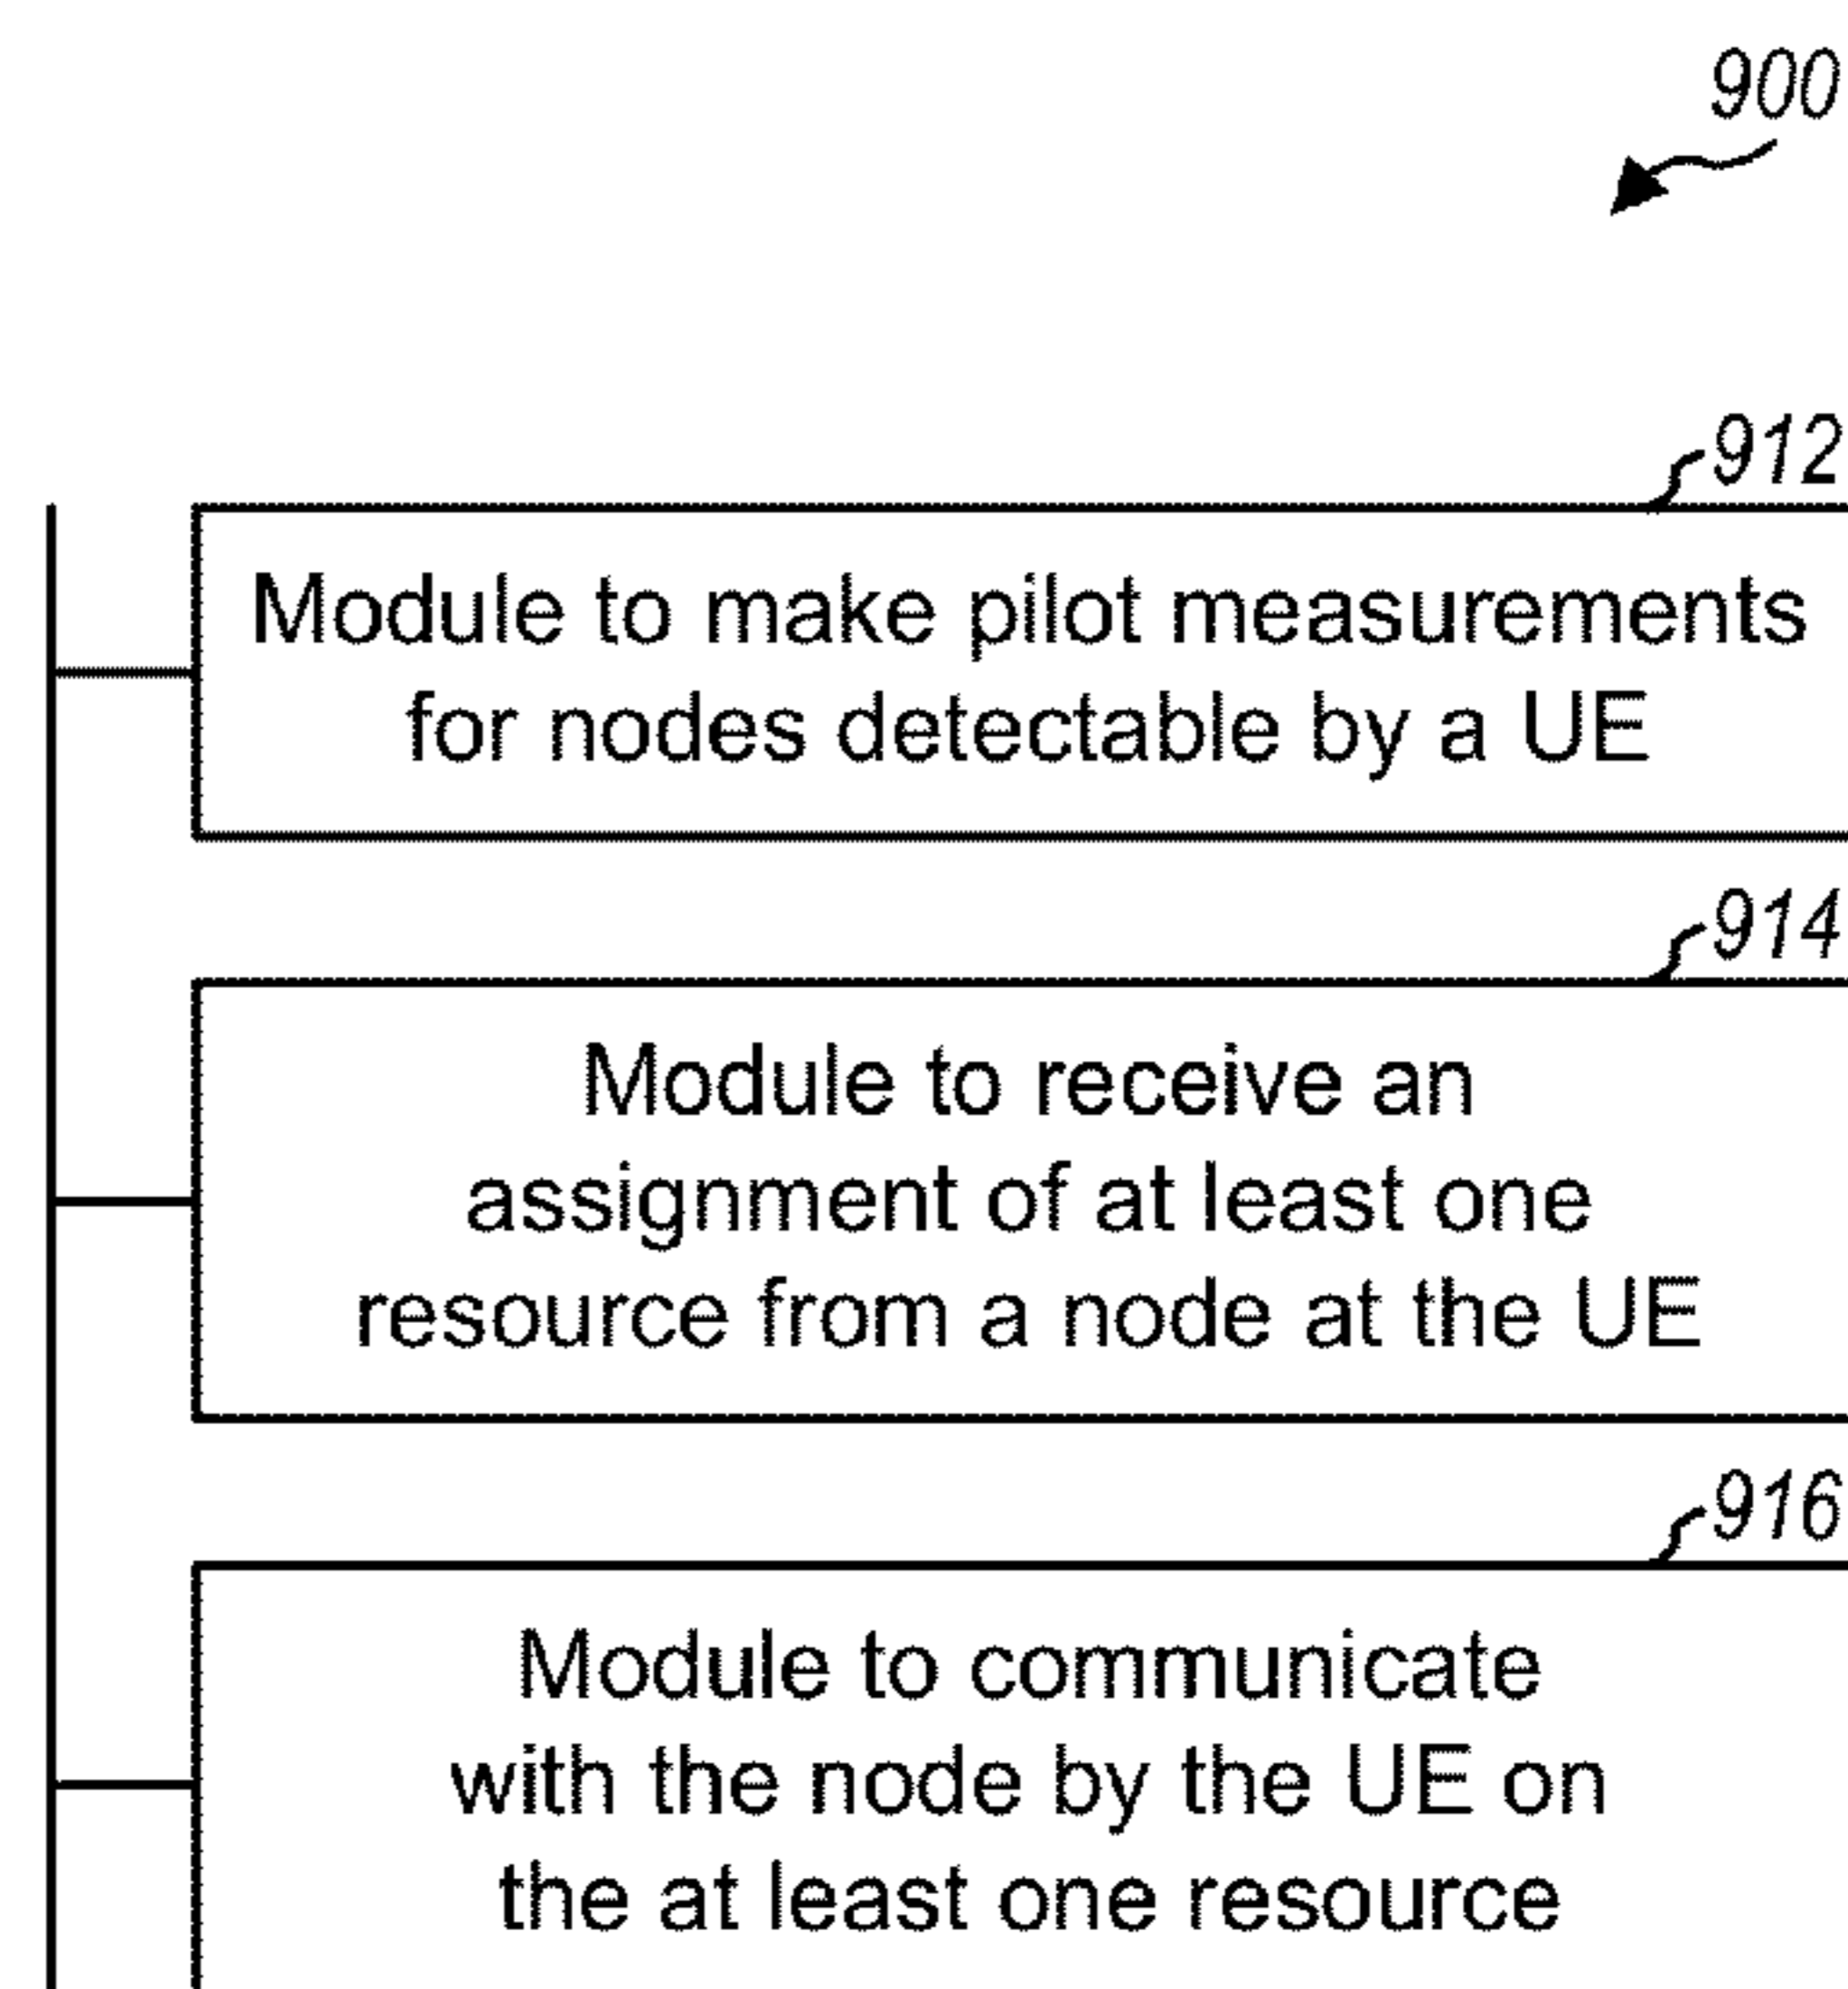 900
912
Module to make pilot measurements
for nodes detectable by a UE
914
Module to receive an
assignment of at least one
resource from a node at the UE
916
Module to communicate
with the node by the UE on
the at least one resource